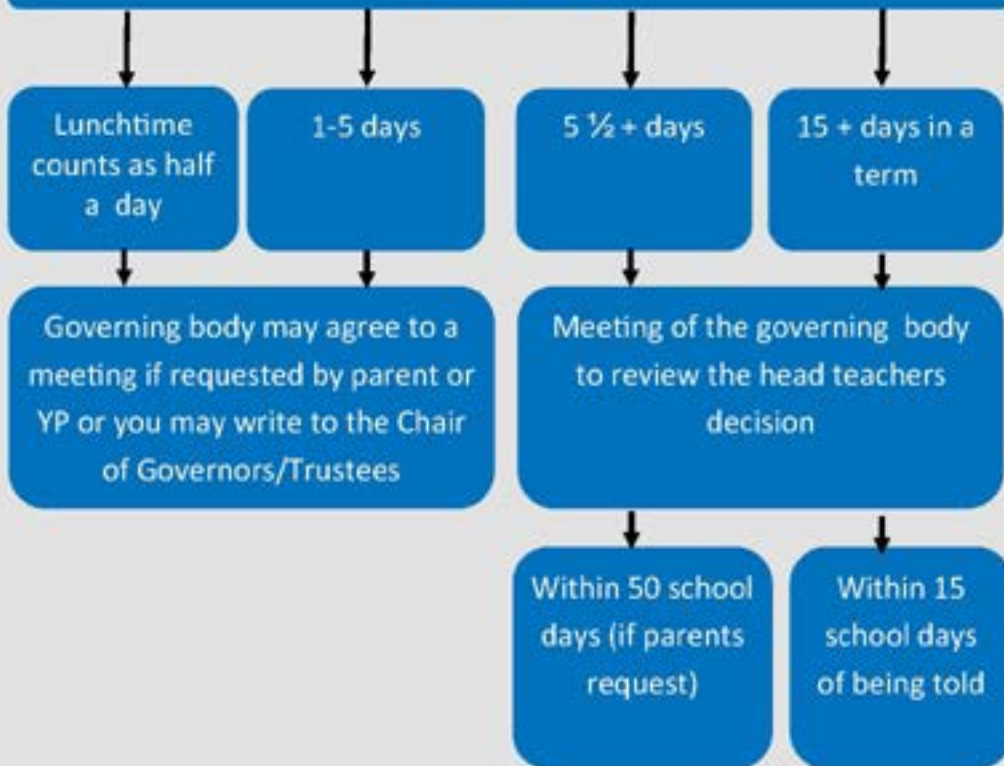 Lunchtime
counts as half
a day
1-5 days
5 ½ + days
15 + days in a
term
Governing body may agree to a
meeting if requested by parent or
YP or you may write to the Chair
of Governors/Trustees
Meeting of the governing body
to review the head teachers
decision
Within 50 school
days (if parents
request)
Within 15
school days
of being told